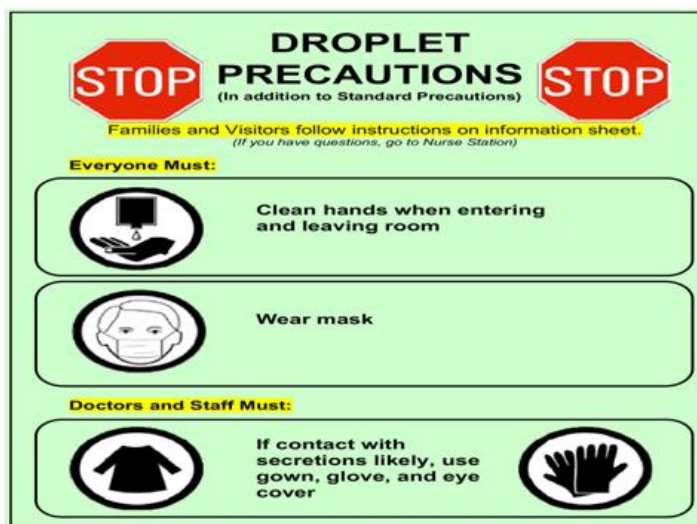 STOP
DROPLET
PRECAUTIONS
(In addition to Standard Precautions)
STOP
Families and Visitors follow instructions on information sheet.
(If you have questions, go to Nurse Station)
Everyone Must:
Clean hands when entering
and leaving room
Wear mask
Doctors and Staff Must:
If contact with
secretions likely, use
gown, glove, and eye
cover